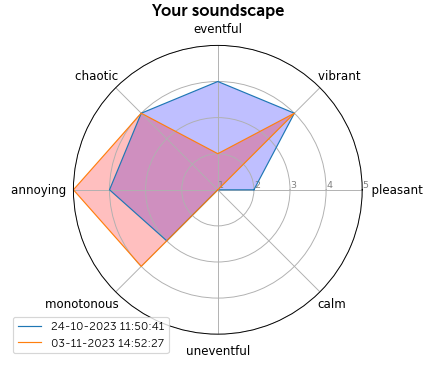 Your soundscape
eventful
chaotic
vibrant
annoying
1
2
3
4
5
pleasant
monotonous
calm
uneventful
24-10-2023 11:50:41
03-11-2023 14:52:27